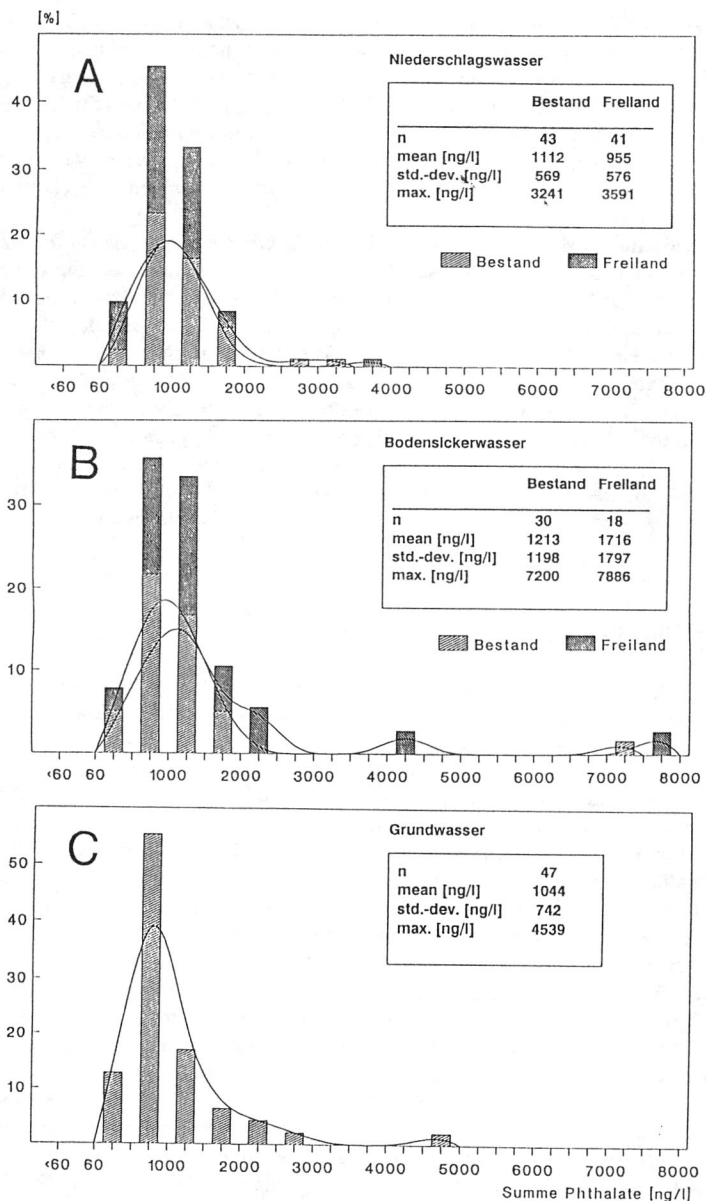 [%]
A
Niederschlagswasser
Bestand Freiland
n 43 41
mean [ng/l] 1112 955
std.-dev. [ng/l] 569 576
max. [ng/l] 3241 3591
Bestand Freiland
40
30
20
10
<60 60 1000 2000 3000 4000 5000 6000 7000 8000
B
Bodensickerwasser
Bestand Freiland
n 30 18
mean [ng/l] 1213 1716
std.-dev. [ng/l] 1198 1797
max. [ng/l] 7200 7886
Bestand Freiland
30
20
10
<60 60 1000 2000 3000 4000 5000 6000 7000 8000
C
Grundwasser
n 47
mean [ng/l] 1044
std.-dev. [ng/l] 742
max. [ng/l] 4539
50
40
30
20
10
<60 60 1000 2000 3000 4000 5000 6000 7000 8000
Summe Phthalate [ng/l]